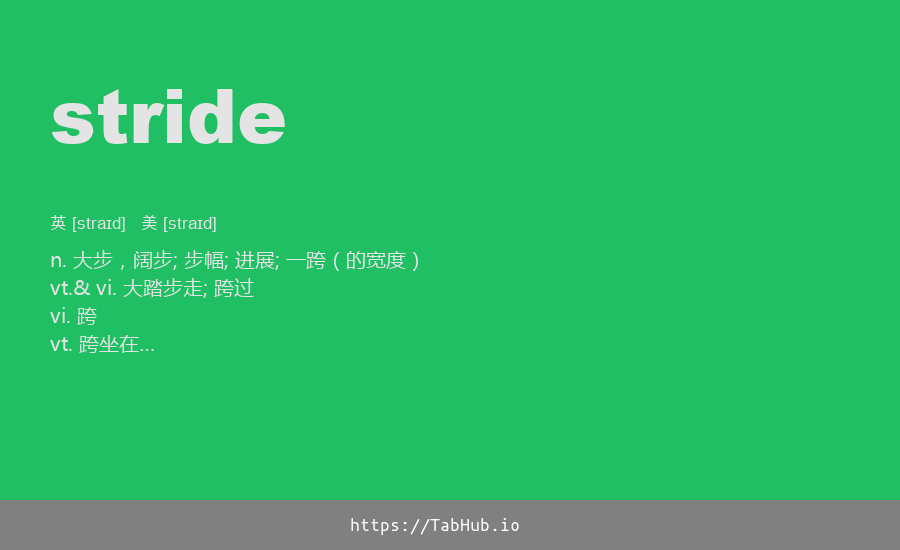 stride
英 [straɪd] 美 [straɪd]
n. 大步，阔步; 步幅; 进展; 一跨（的宽度）
vt.& vi. 大踏步走; 跨过
vi. 跨
vt. 跨坐在...
https://TabHub.io